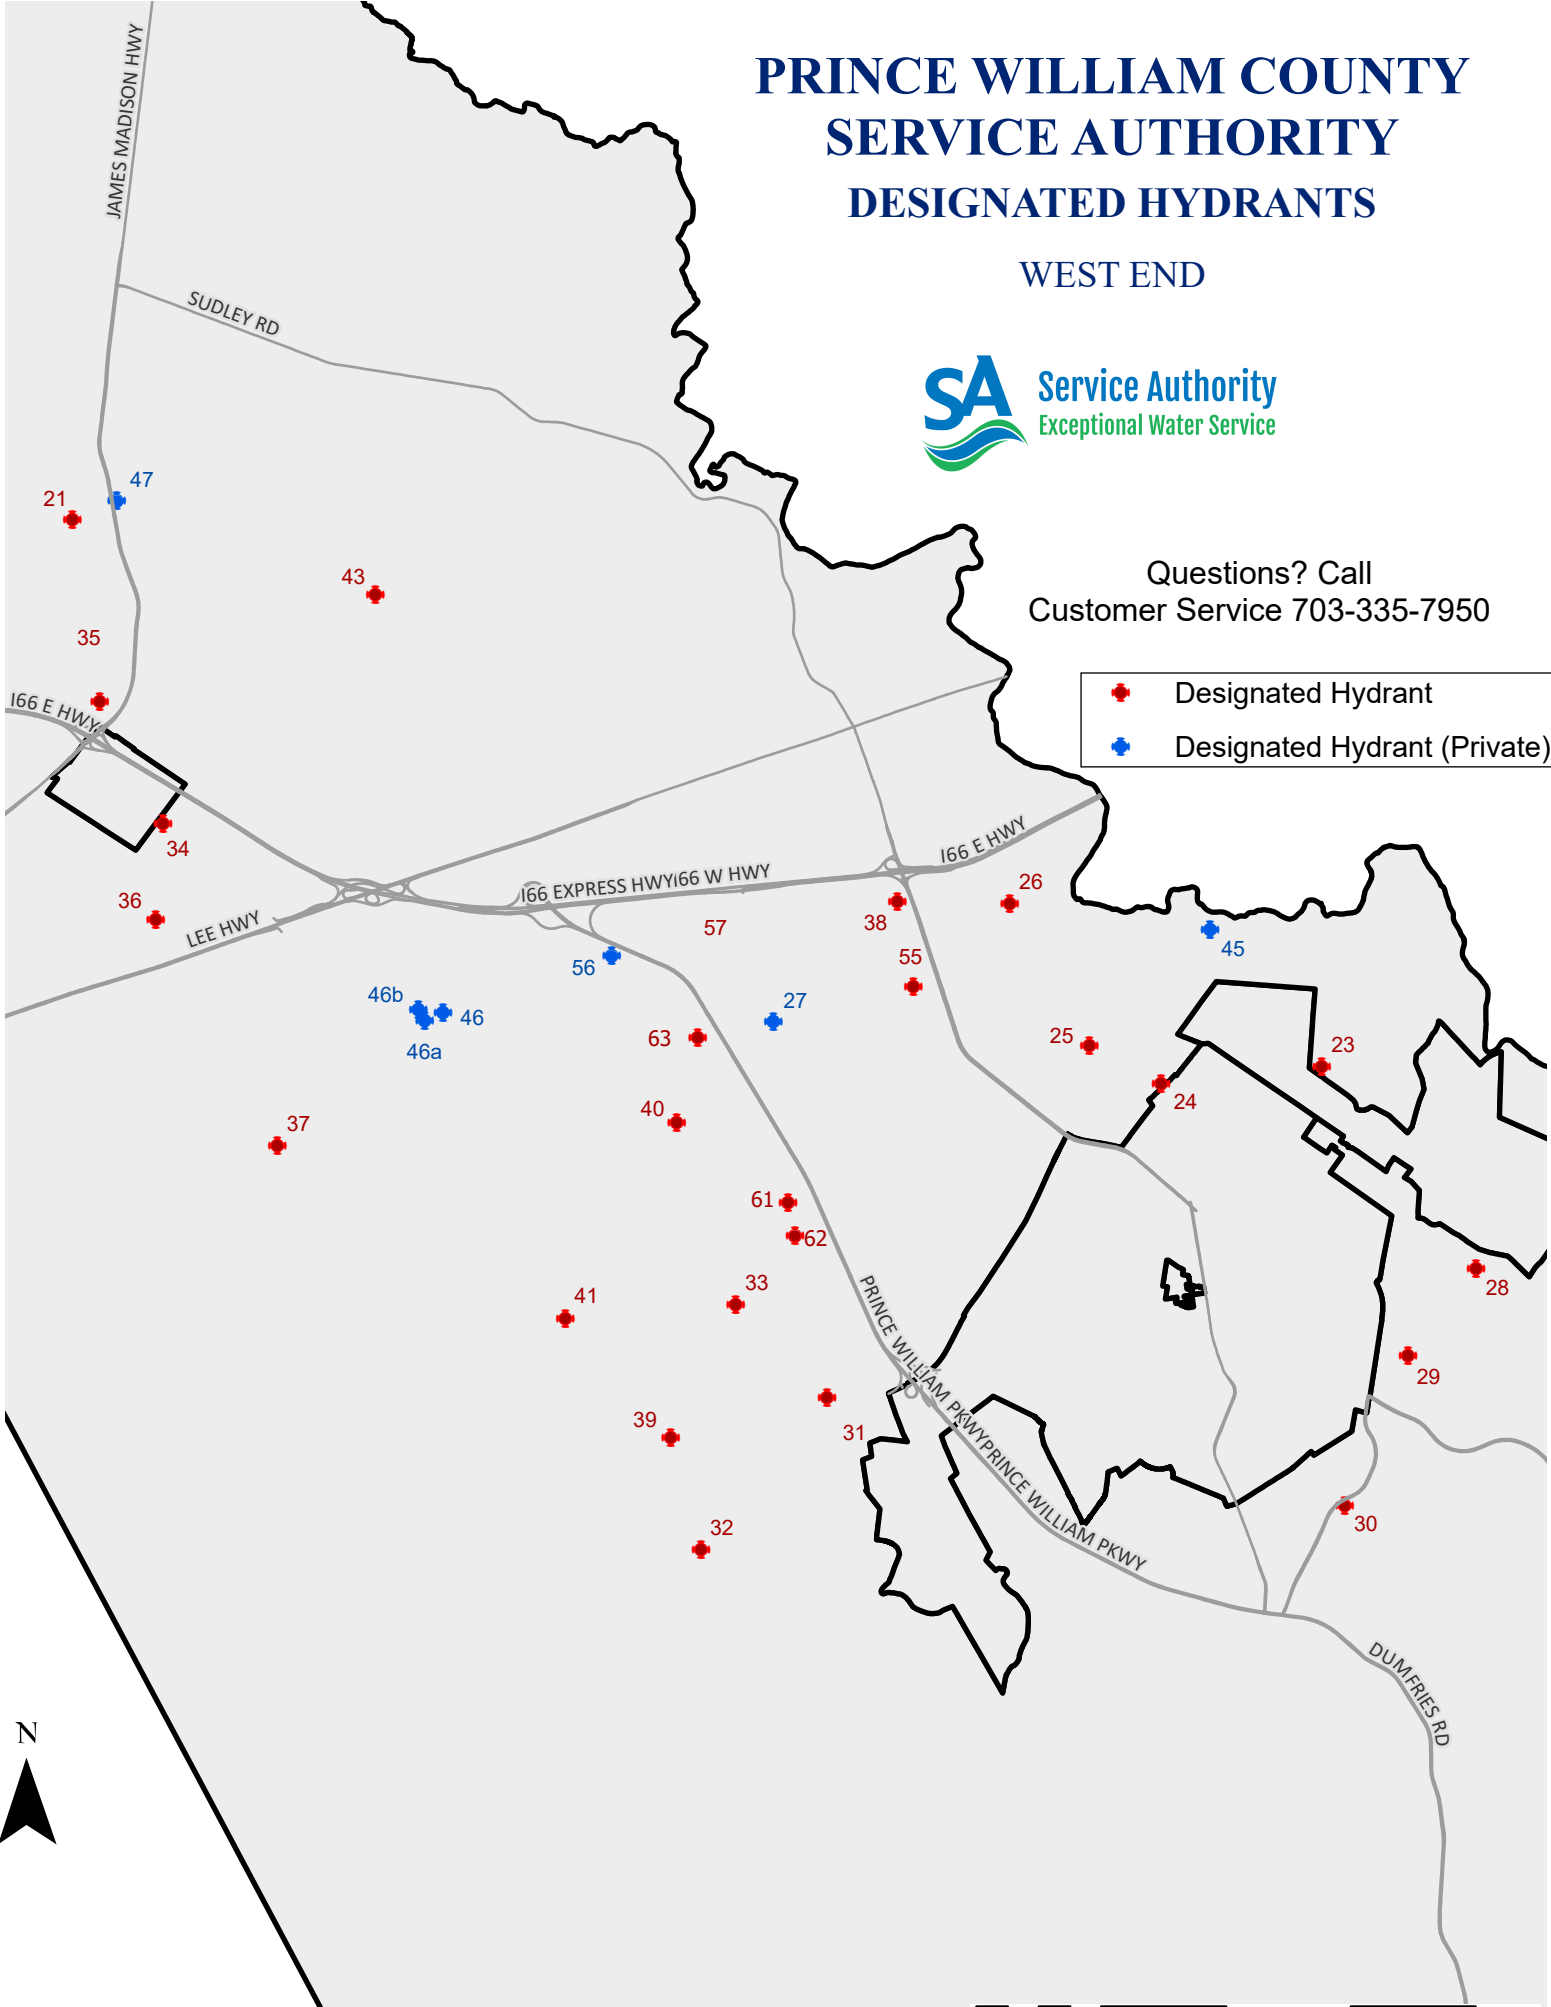 PRINCE WILLIAM COUNTY
SERVICE AUTHORITY
DESIGNATED HYDRANTS
WEST END
SA
Service Authority
Exceptional Water Service
Questions? Call
Customer Service 703-335-7950
Designated Hydrant
Designated Hydrant (Private)
JAMES MADISON HWY
SUDLEY RD
47
21
43
35
I66 E HWY
34
36
LEE HWY
I66 EXPRESS HWY
I66 W HWY
I66 E HWY
26
38
57
55
45
56
27
46b
46
46a
63
25
23
24
40
37
61
62
33
41
28
29
31
39
30
32
PRINCE WILLIAM PKWY
PRINCE WILLIAM PKWY
DUMFRIES RD
N